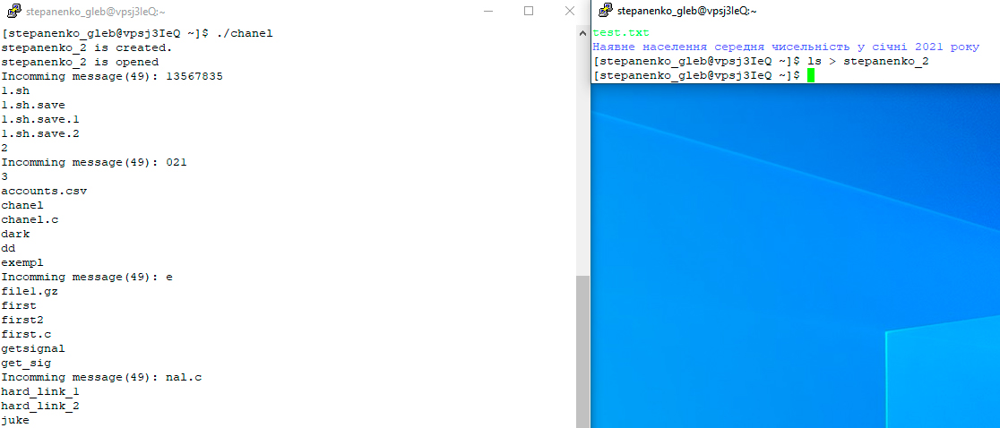 stepanenko_gleb@vpsj3IeQ:~
[stepanenko_gleb@vpsj3IeQ ~]$ ./chanel
stepanenko_2 is created.
stepanenko_2 is opened
Incomming message(49): 13567835
1.sh
1.sh.save
1.sh.save.1
1.sh.save.2
2
Incomming message(49): 021
3
accounts.csv
chanel
chanel.c
dark
dd
exempl
Incomming message(49): e
file1.gz
first
first2
first.c
getsignal
get_sig
Incomming message(49): nal.c
hard_link_1
hard_link_2
juke
stepanenko_gleb@vpsj3IeQ:~
test.txt
Наявне населення середня чисельність у січні 2021 року
[stepanenko_gleb@vpsj3IeQ ~]$ ls > stepanenko_2
[stepanenko_gleb@vpsj3IeQ ~]$